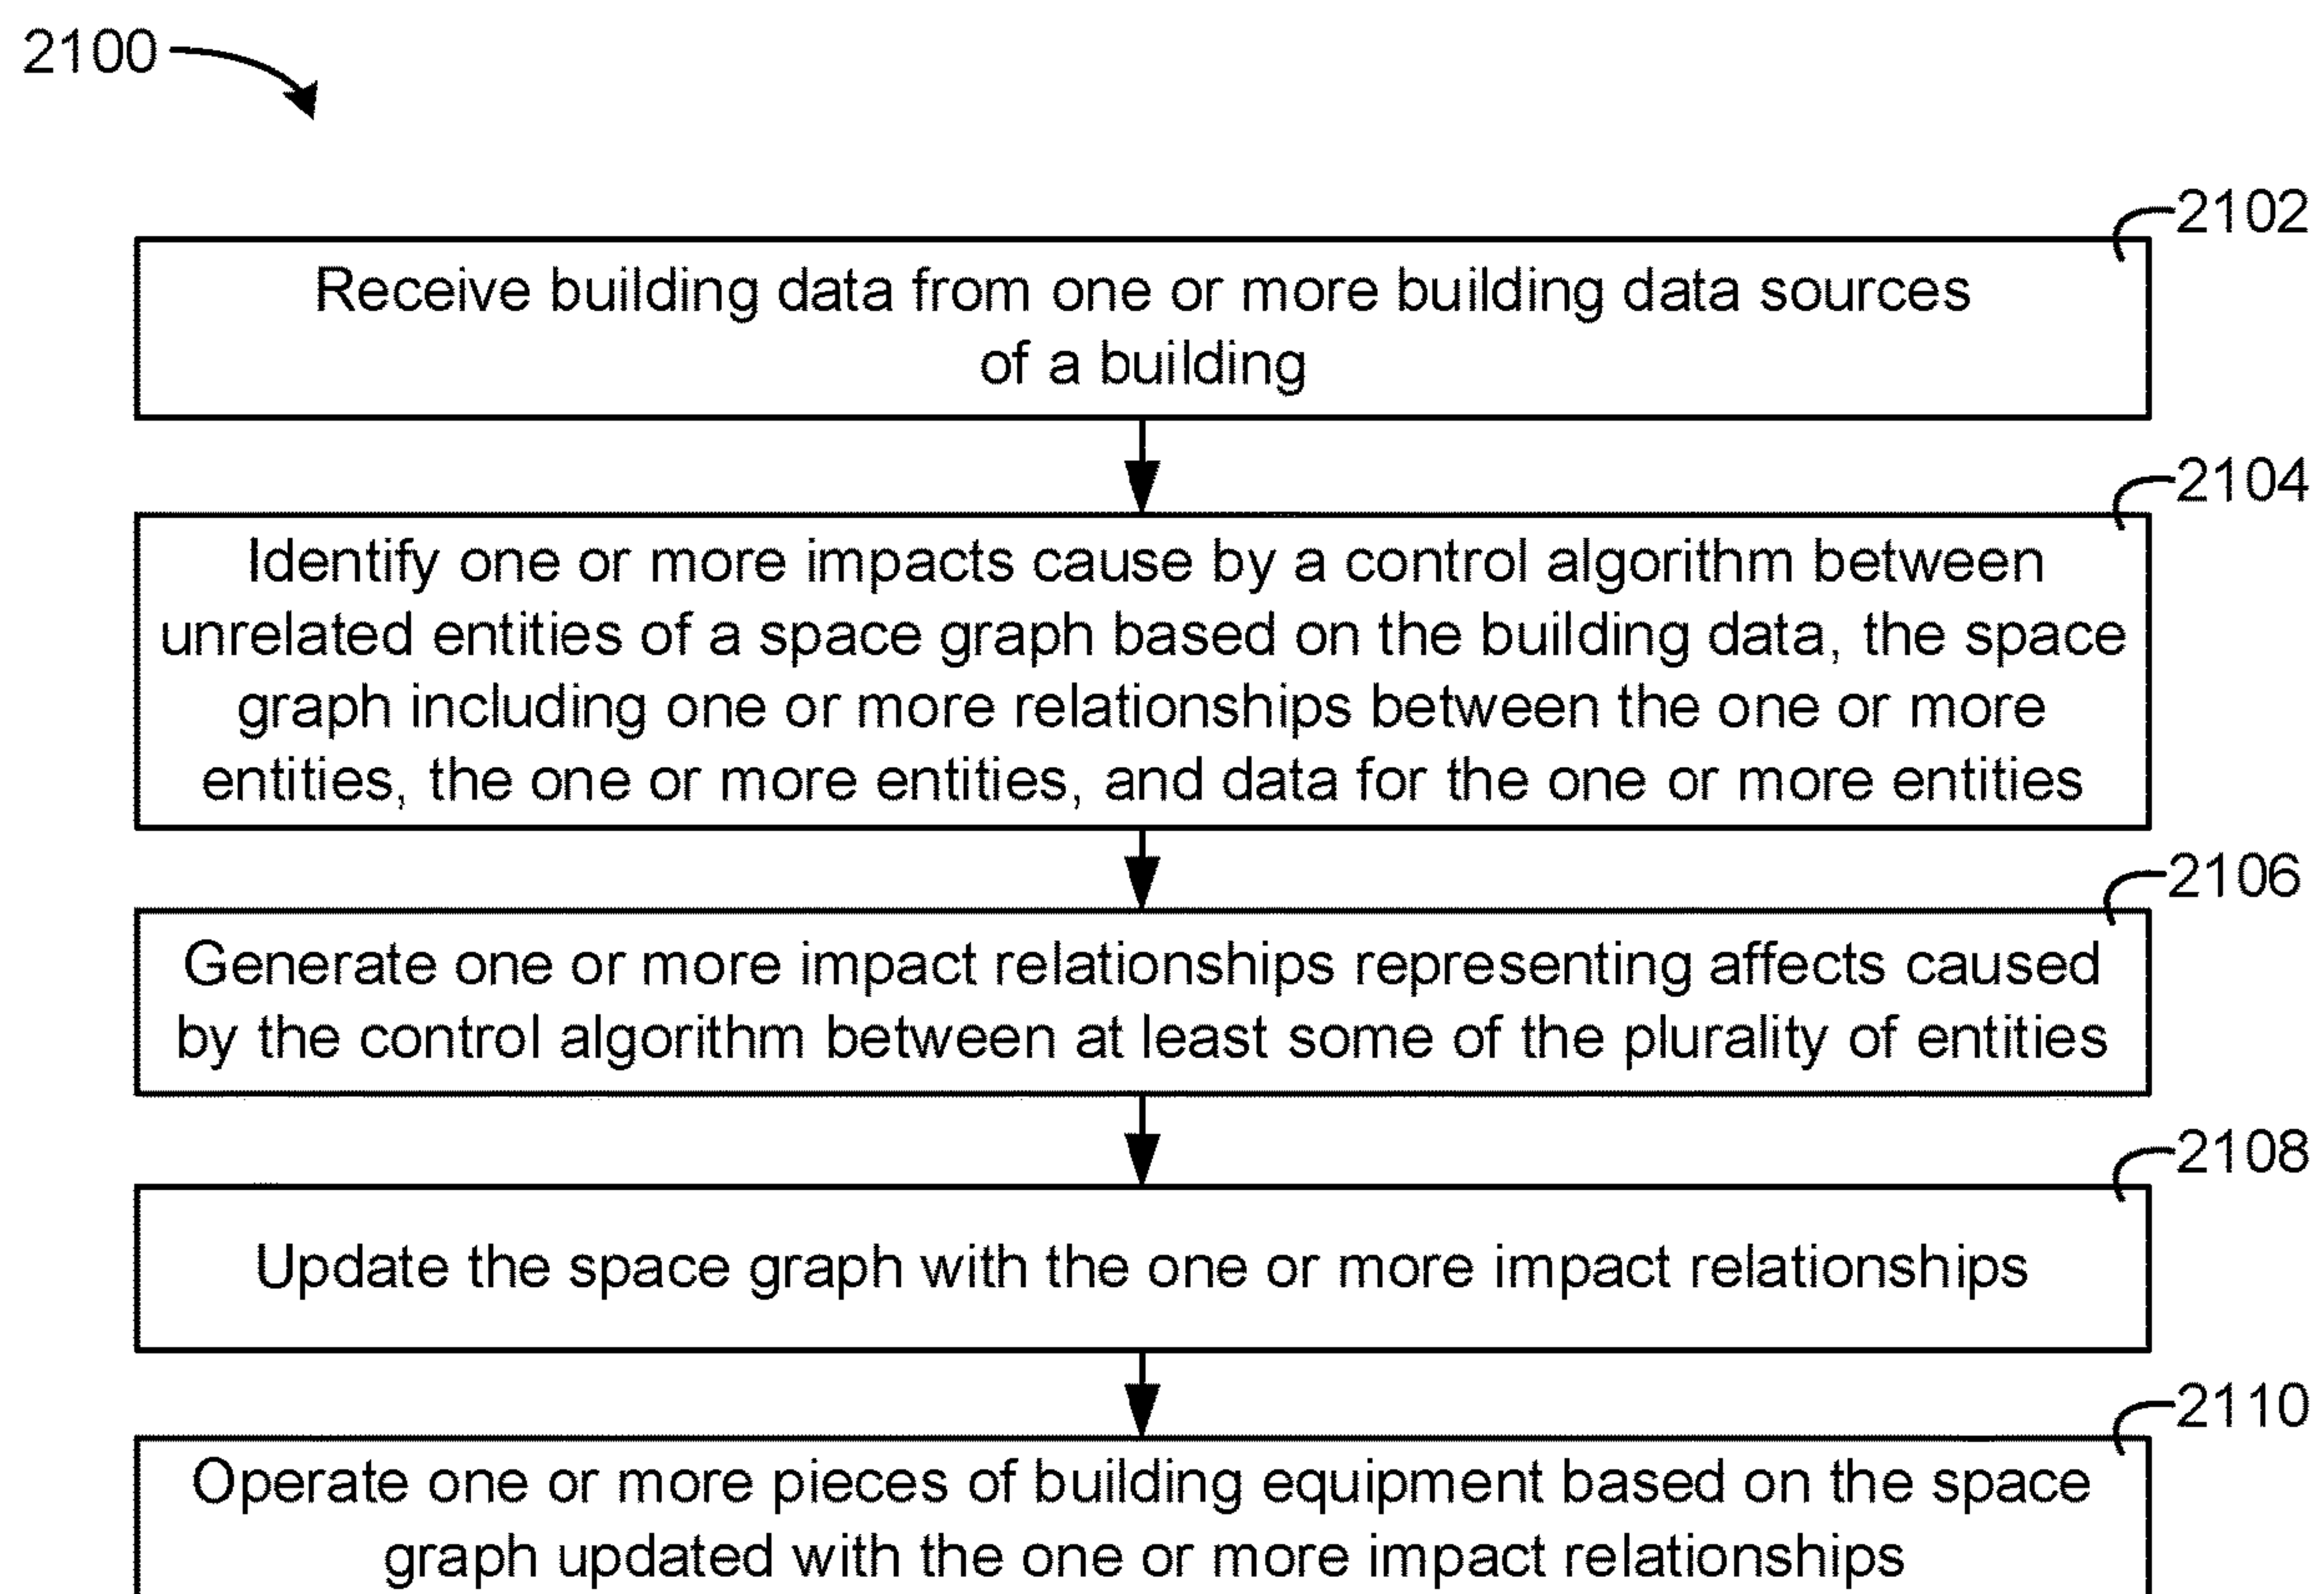 2100
2102
Receive building data from one or more building data sources
of a building
2104
Identify one or more impacts cause by a control algorithm between
unrelated entities of a space graph based on the building data, the space
graph including one or more relationships between the one or more
entities, the one or more entities, and data for the one or more entities
2106
Generate one or more impact relationships representing affects caused
by the control algorithm between at least some of the plurality of entities
2108
Update the space graph with the one or more impact relationships
2110
Operate one or more pieces of building equipment based on the space
graph updated with the one or more impact relationships